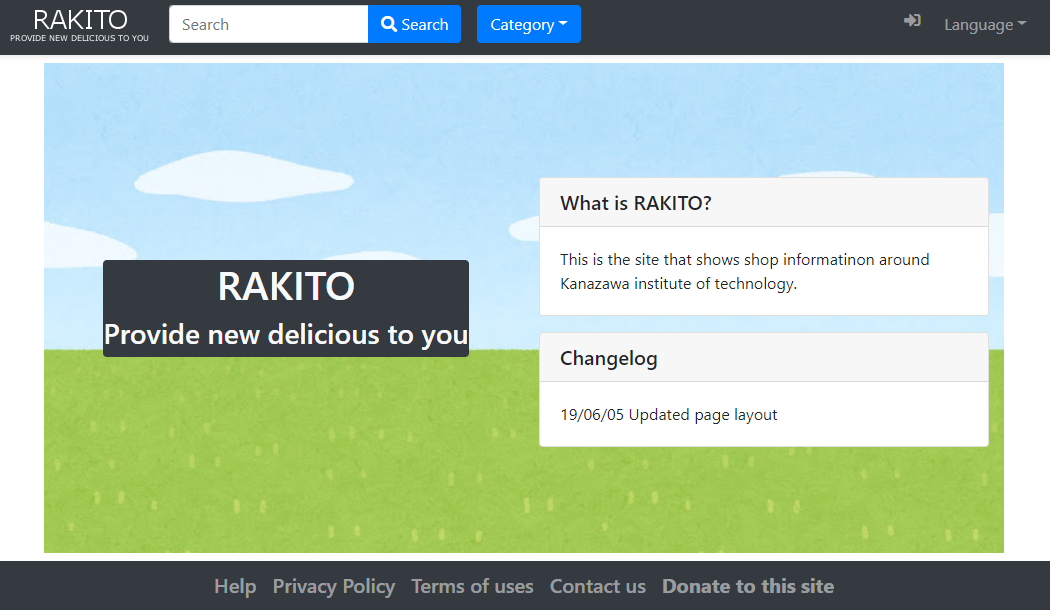 RAKITO
PROVIDE NEW DELICIOUS TO YOU
Search
Search
Category
Language
RAKITO
Provide new delicious to you
What is RAKITO?
This is the site that shows shop informatinon around
Kanazawa institute of technology.
Changelog
19/06/05 Updated page layout
Help Privacy Policy Terms of uses Contact us Donate to this site